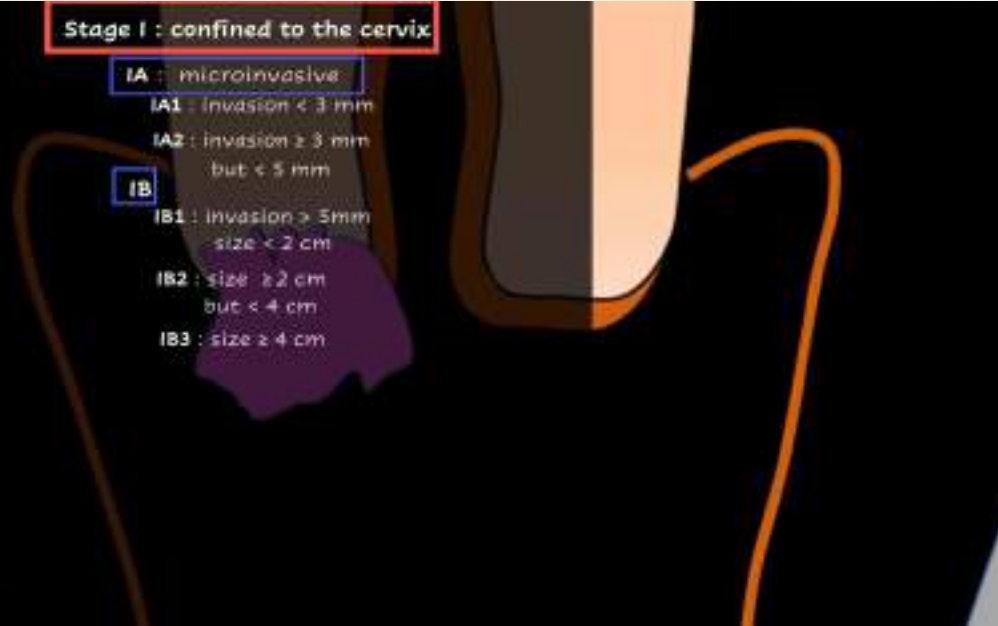 Stage I : confined to the cervix
IA : microinvasive
IA1 : invasion < 3 mm
IA2 : invasion ≥ 3 mm
but < 5 mm
IB
IB1 : invasion > 5mm
size < 2 cm
IB2 : size ≥ 2 cm
but < 4 cm
IB3 : size ≥ 4 cm